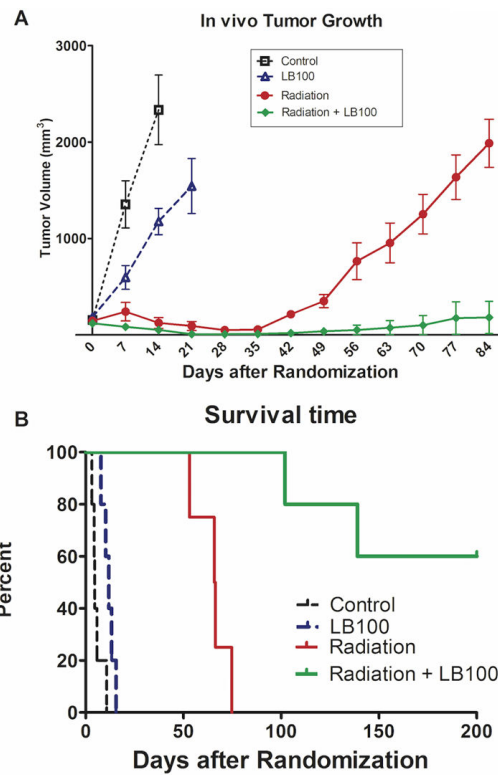 A
In vivo Tumor Growth
3000
2000
1000
Tumor Volume (mm³)
Control
LB100
Radiation
Radiation + LB100
0 7 14 21 28 35 42 49 56 63 70 77 84
Days after Randomization
B
Survival time
100
80
60
40
20
0
Percent
Control
LB100
Radiation
Radiation + LB100
0 50 100 150 200
Days after Randomization